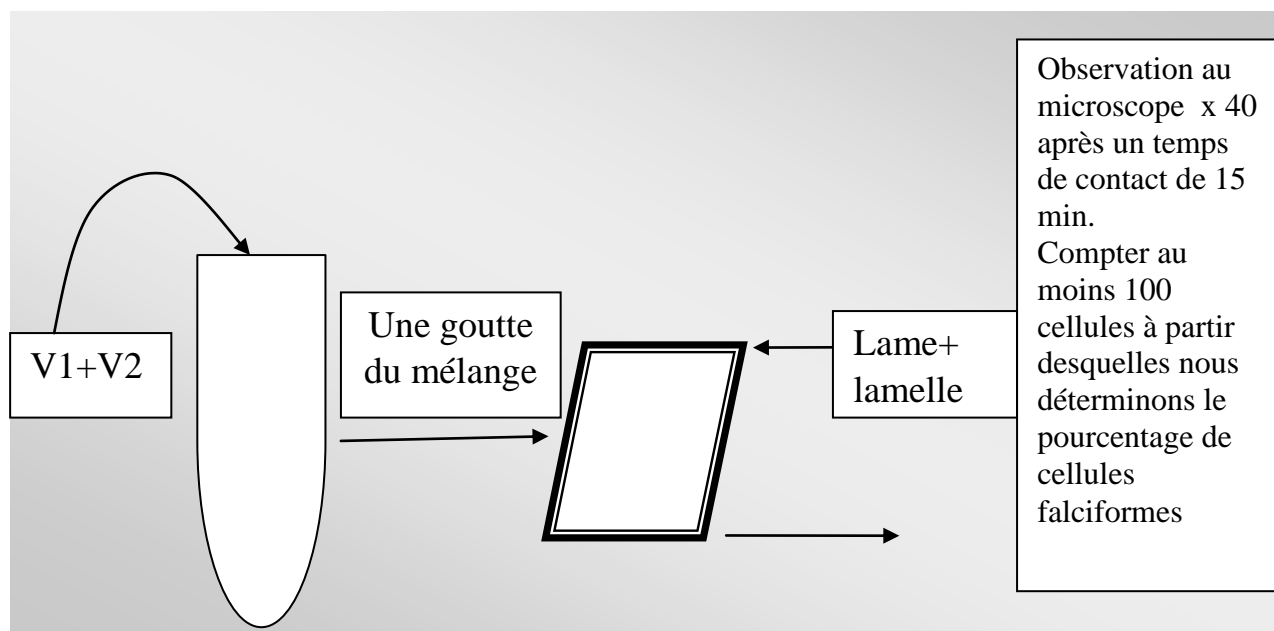 V1+V2
Une goutte
du mélange
Lame+
lamelle
Observation au
microscope x 40
après un temps
de contact de 15
min.
Compter au
moins 100
cellules à partir
desquelles nous
déterminons le
pourcentage de
cellules
falciformes